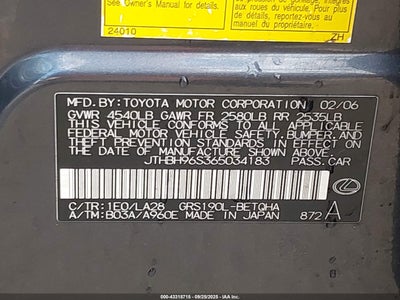 See Owner's Manual for
24010
ZH
MFD.BY:TOYOTA MOTOR CORPORATION 02/06
GVWR 4540LB GAWR FR 2580LB RR 2535LB
THIS VEHICLE CONFORMS TO ALL APPLICABLE
FEDERAL MOTOR VEHICLE SAFETY, BUMPER, AND
THEFT PREVENTION STANDARDS IN EFFECT ON
THE DATE OF MANUFACTURE SHOWN ABOVE.
JTHBH96S365034183 PASS.CAR
C/TR:1E0/LA28 GRS190L-BETQHA
A/TM:B03A/A960E MADE IN JAPAN 872 A
000-43318715 - 09/29/2025 - IAA